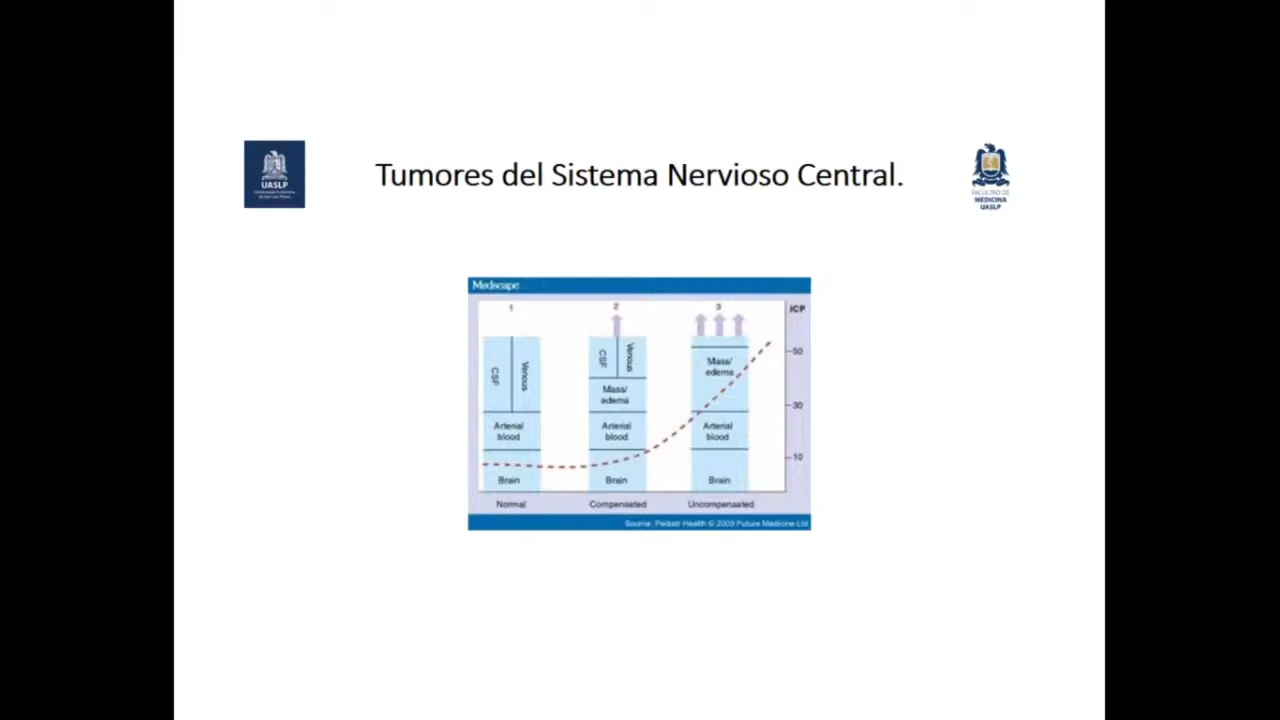 UASLP
Tumores del Sistema Nervioso Central.
FACULTAD DE
MEDICINA
UASLP
Medscape
1
2
3
ICP
CSF
Venous
CSF
Venous
Mass/
edema
Mass/
edema
50
30
10
Arterial
blood
Arterial
blood
Arterial
blood
Brain
Brain
Brain
Normal
Compensated
Uncompensated
Source: Pediatr Health © 2009 Future Medicine Ltd